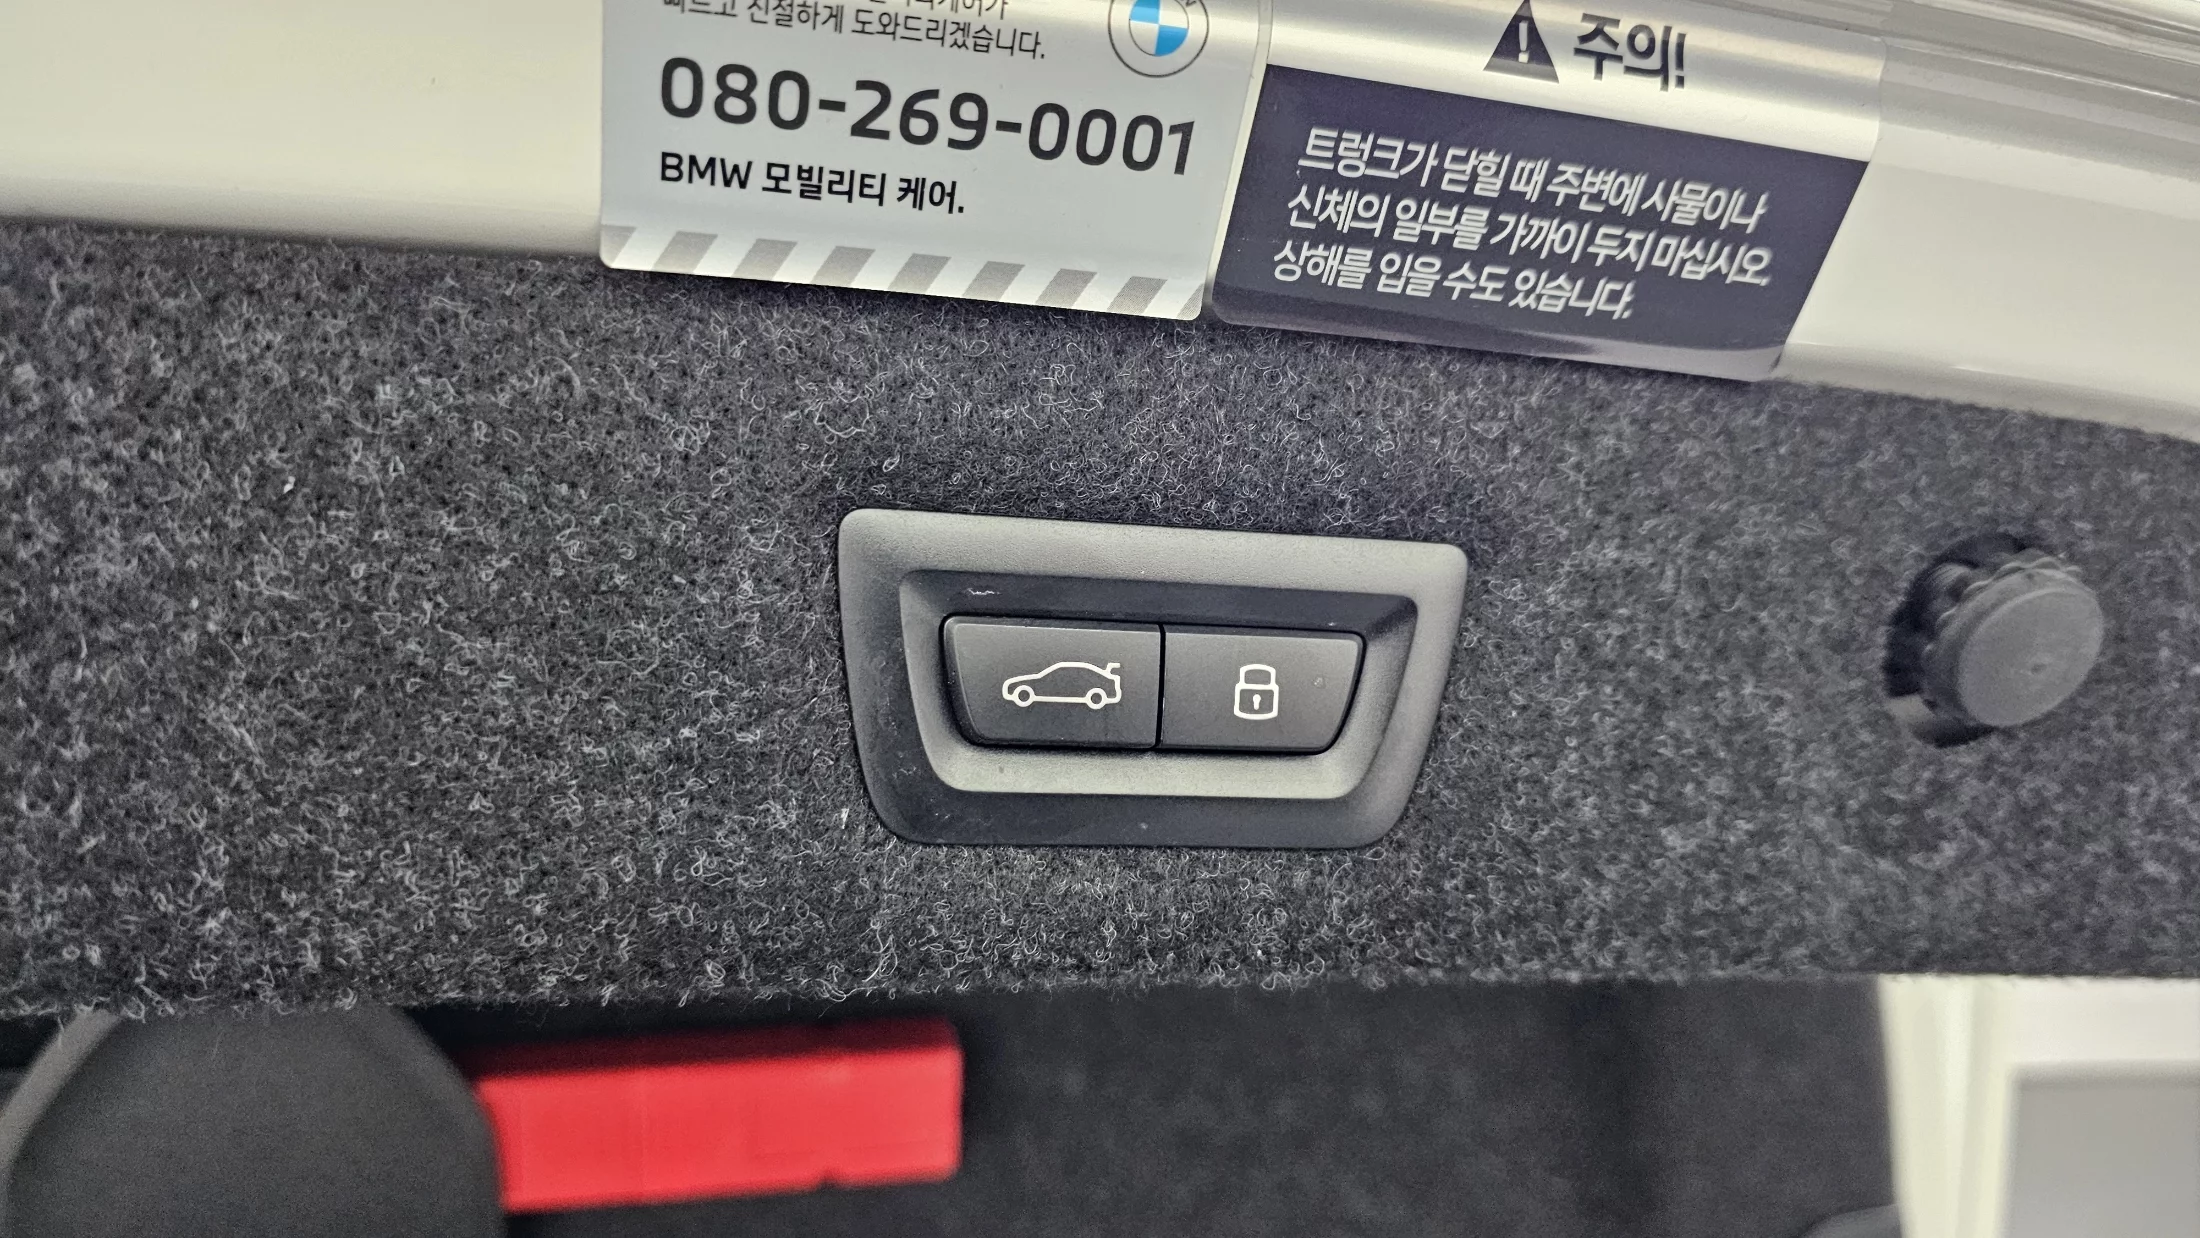 빠르고 친절하게 도와드리겠습니다.
080-269-0001
BMW 모빌리티 케어.
주의!
트렁크가 닫힐 때 주변에 사물이나
신체의 일부를 가까이 두지 마십시오.
상해를 입을 수도 있습니다.